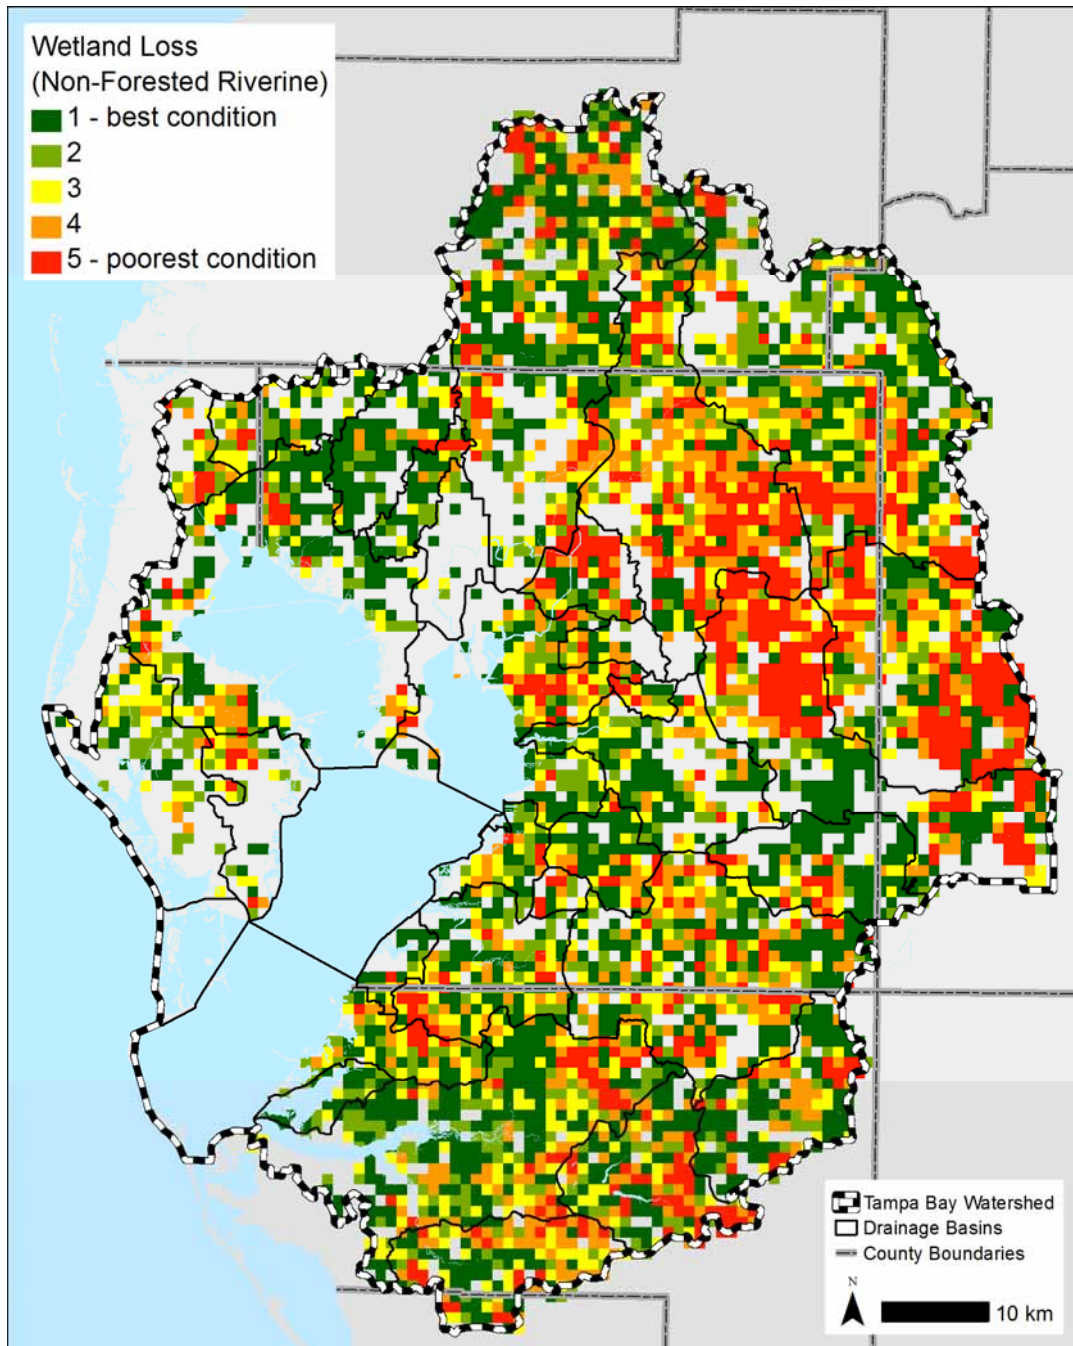 Wetland Loss
(Non-Forested Riverine)
1 - best condition
2
3
4
5 - poorest condition
Tampa Bay Watershed
Drainage Basins
County Boundaries
N
10 km